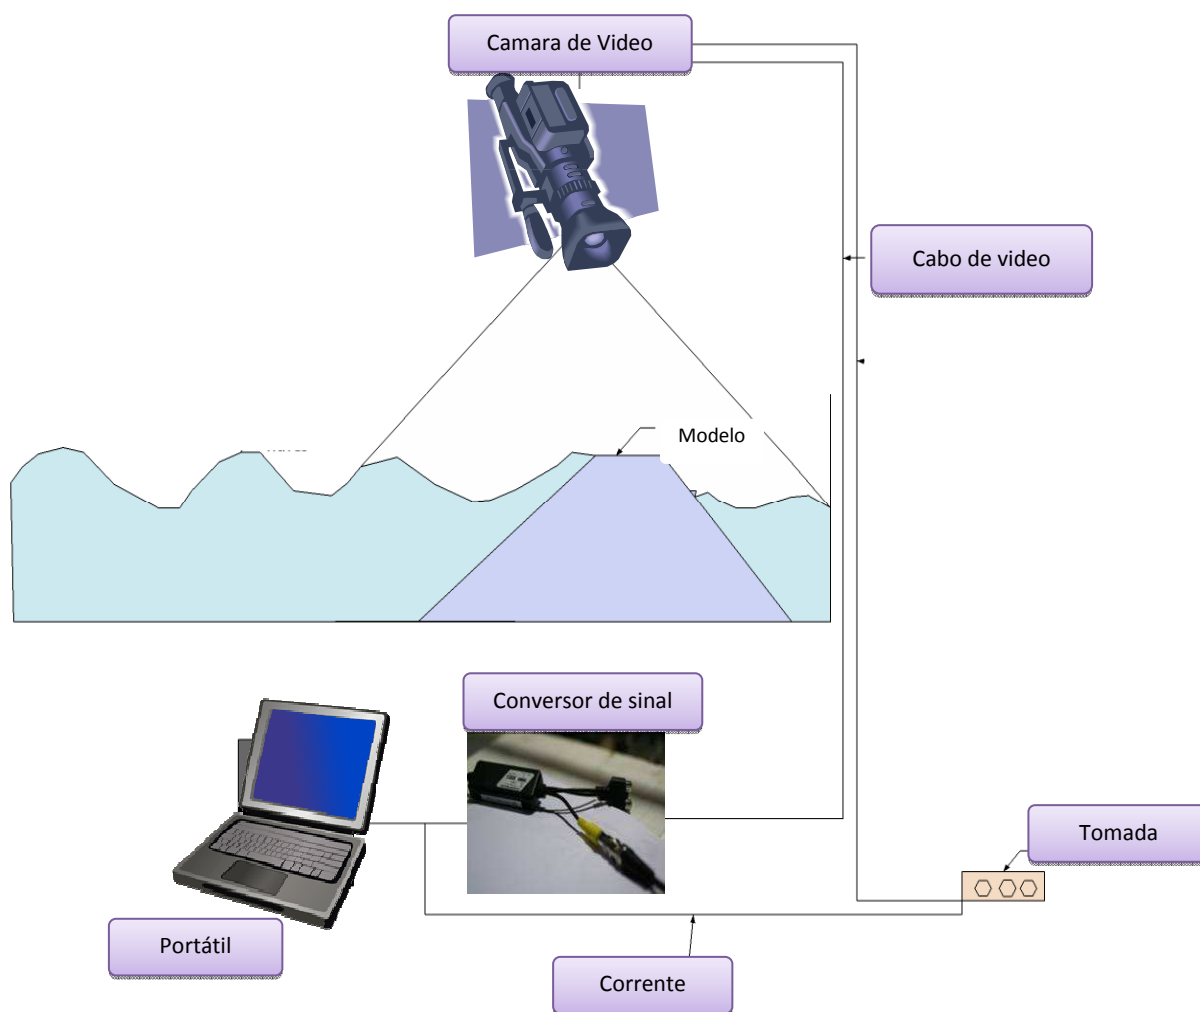 Camara de Video
Cabo de video
Modelo
Conversor de sinal
Tomada
Portátil
Corrente